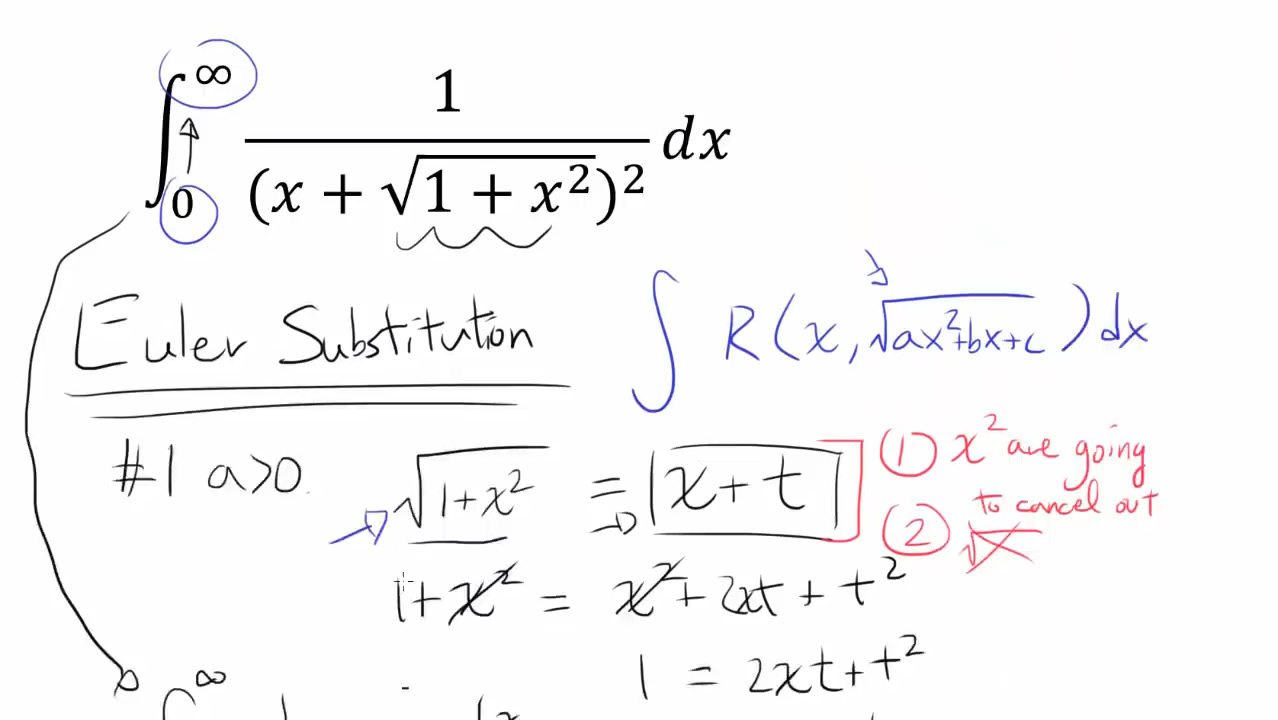 ∫₀^∞ 1/(x + √(1 + x²))² dx
Euler Substitution
∫ R(x, √(ax²+bx+c)) dx
#1 a>0.
√(1+x²) = x+t
① x² are going
to cancel out
② √x
1+x² = x²+2xt+t²
1 = 2xt+t²
∞